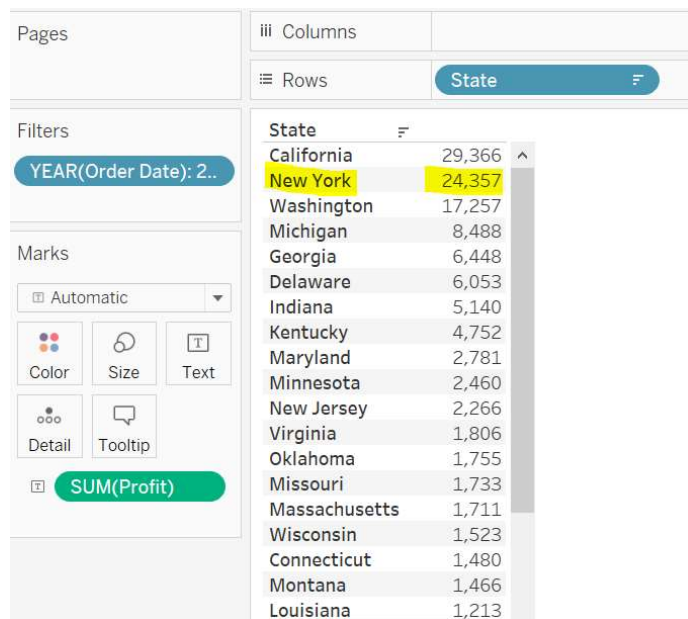 Pages
iii Columns
Rows
State
Filters
YEAR(Order Date): 2..
Marks
T Automatic
Color
Size
T
Text
Detail
Tooltip
T SUM(Profit)
State
California 29,366
New York 24,357
Washington 17,257
Michigan 8,488
Georgia 6,448
Delaware 6,053
Indiana 5,140
Kentucky 4,752
Maryland 2,781
Minnesota 2,460
New Jersey 2,266
Virginia 1,806
Oklahoma 1,755
Missouri 1,733
Massachusetts 1,711
Wisconsin 1,523
Connecticut 1,480
Montana 1,466
Louisiana 1,213